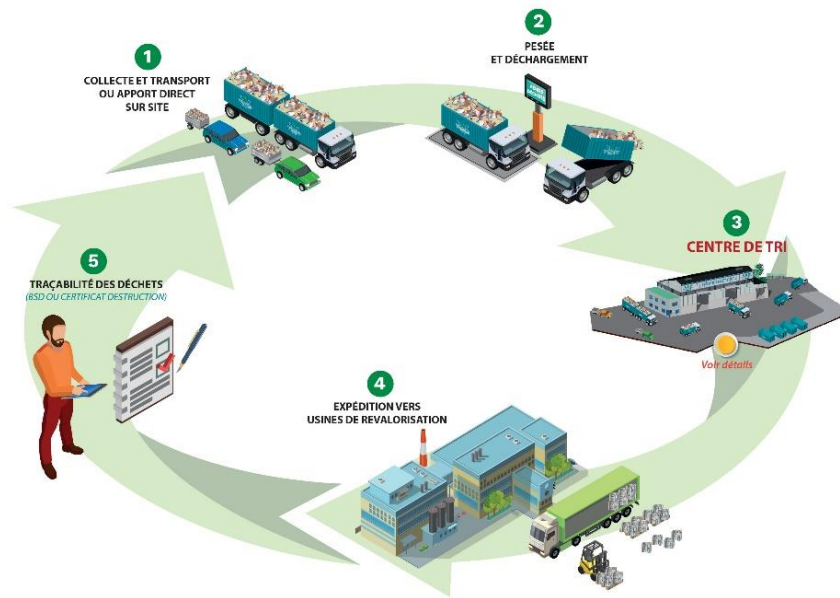 1
COLLECTE ET TRANSPORT
OU APPORT DIRECT
SUR SITE
2
PESÉE
ET DÉCHARGEMENT
3
CENTRE DE TRI
Voir détails
4
EXPÉDITION VERS
USINES DE REVALORISATION
5
TRAÇABILITÉ DES DÉCHETS
(BSD OU CERTIFICAT DESTRUCTION)